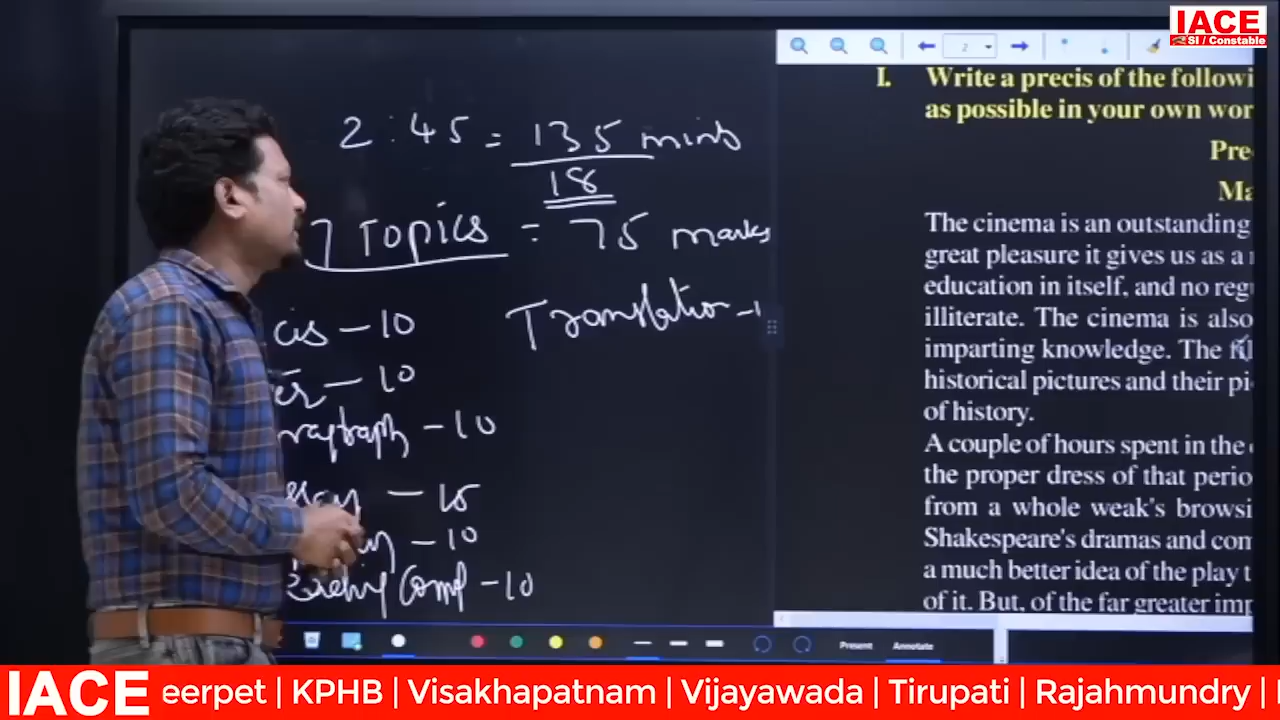 IACE
SI / Constable
2
2:45 = 135 mins
18
7 Topics = 75 marks
cis - 10
Translation -
er - 10
ragraph - 10
- 15
- 10
Comp - 10
I. Write a precis of the followi
as possible in your own wor
Pre
Ma
The cinema is an outstanding
great pleasure it gives us as a
education in itself, and no reg
illiterate. The cinema is also
imparting knowledge. The fil
historical pictures and their pi
of history.
A couple of hours spent in the
the proper dress of that perio
from a whole weak's browsi
Shakespeare's dramas and com
a much better idea of the play t
of it. But, of the far greater imp
Present
Annotate
IACE eerpet | KPHB | Visakhapatnam | Vijayawada | Tirupati | Rajahmundry |